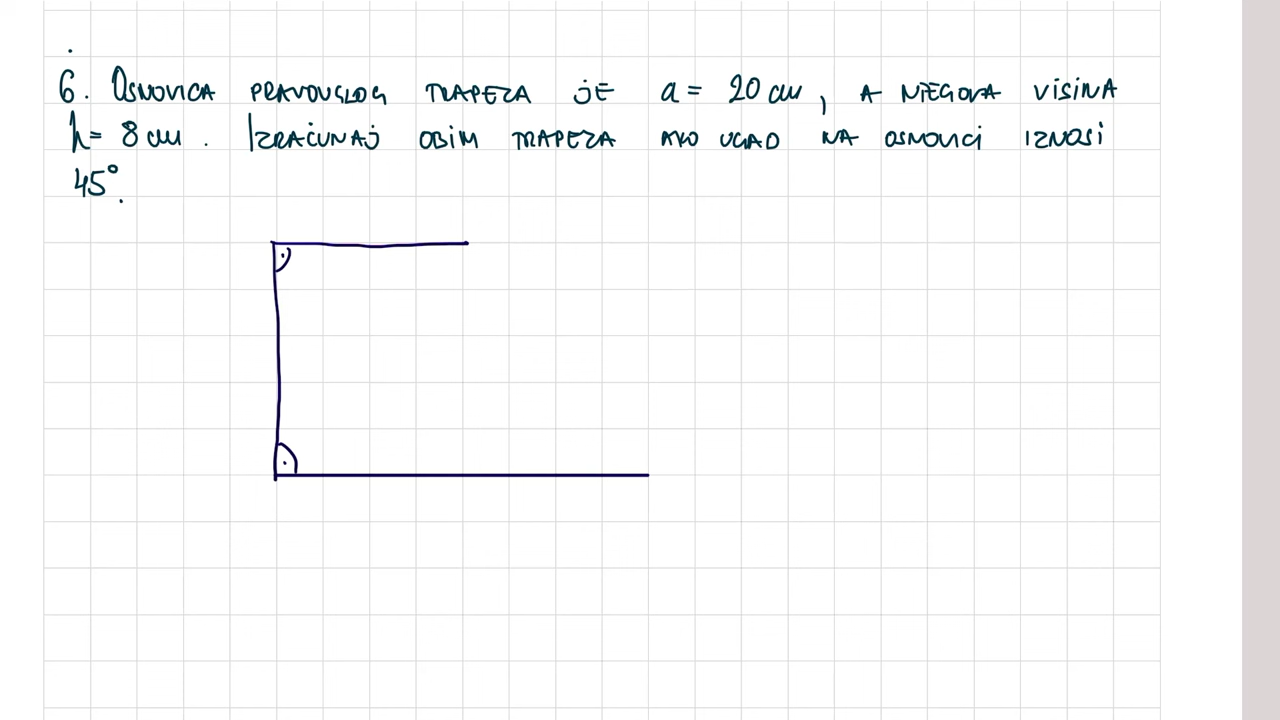 6. OSNOVICA PRAVOUGLOG TRAPEZA JE a = 20 cm, A NJEGOVA VISINA
h = 8 cm. IZRAČUNAJ OBIM TRAPEZA AKO UGAO NA OSNOVICI IZNOSI
45°.